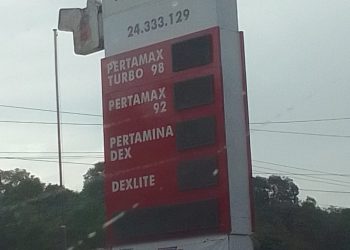 24.333.129
PERTAMAX
TURBO 98
PERTAMAX
92
PERTAMINA
DEX
DEXLITE